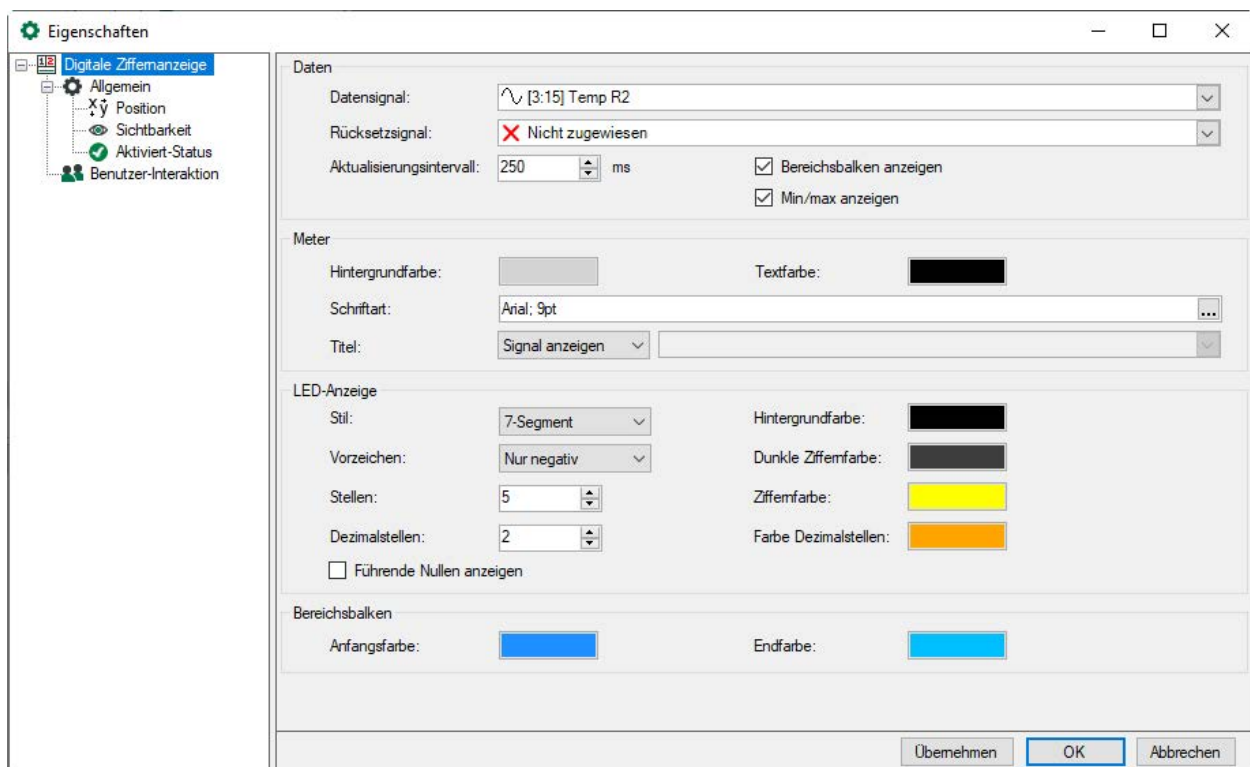 Eigenschaften
Digitale Ziffernanzeige
Allgemein
Position
Sichtbarkeit
Aktiviert-Status
Benutzer-Interaktion
Daten
Datensignal: [3:15] Temp R2
Rücksetzsignal: Nicht zugewiesen
Aktualisierungsintervall: 250 ms Bereichsbalken anzeigen
Min/max anzeigen
Meter
Hintergrundfarbe: Textfarbe:
Schriftart: Arial; 9pt ...
Titel: Signal anzeigen
LED-Anzeige
Stil: 7-Segment Hintergrundfarbe:
Vorzeichen: Nur negativ Dunkle Ziffernfarbe:
Stellen: 5 Ziffernfarbe:
Dezimalstellen: 2 Farbe Dezimalstellen:
Führende Nullen anzeigen
Bereichsbalken
Anfangsfarbe: Endfarbe:
Übernehmen OK Abbrechen